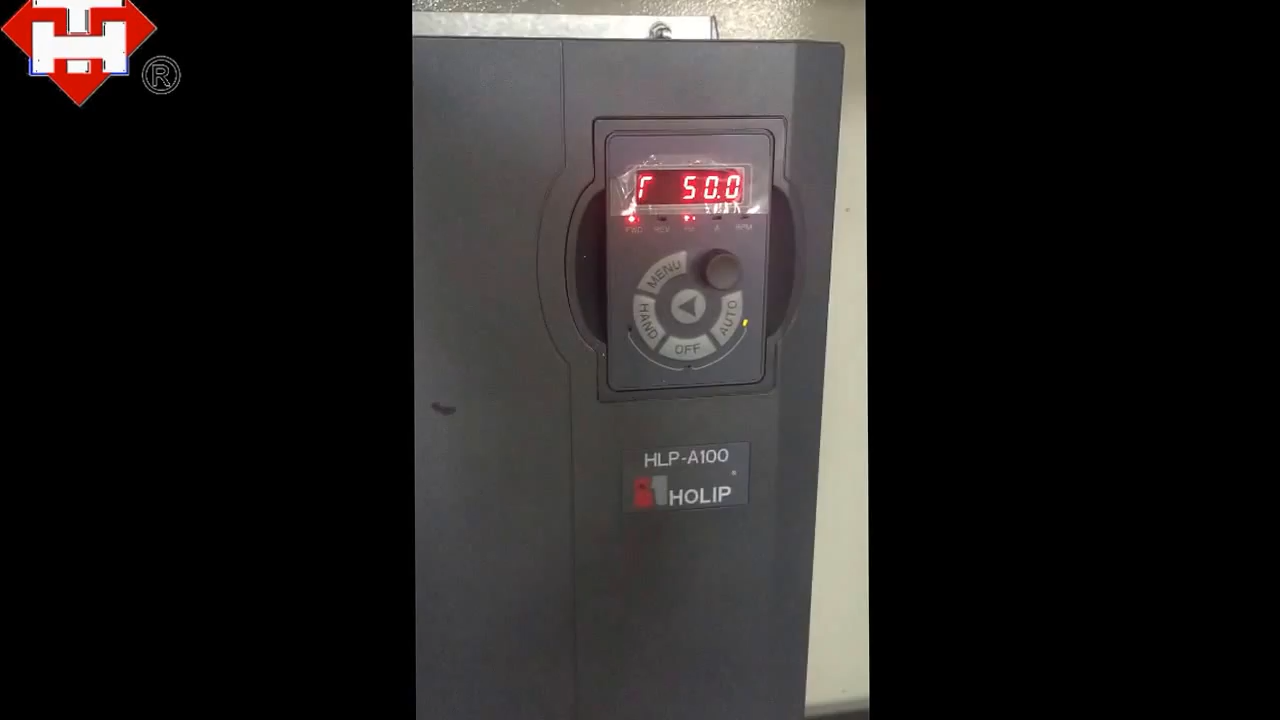 H
®
r 50.0
FWD REV Hz A RPM
MENU
HAND
AUTO
OFF
HLP-A100
HOLIP